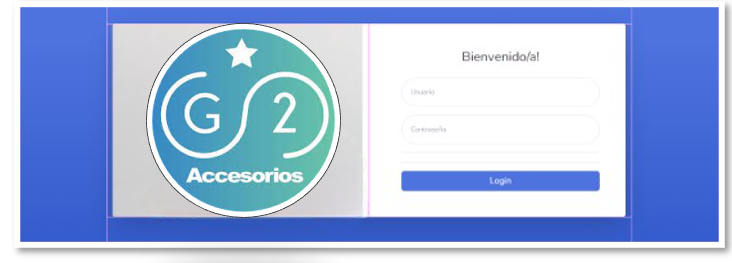 G 2
Accesorios
Bienvenido/a!
Usuario
Contraseña
Login